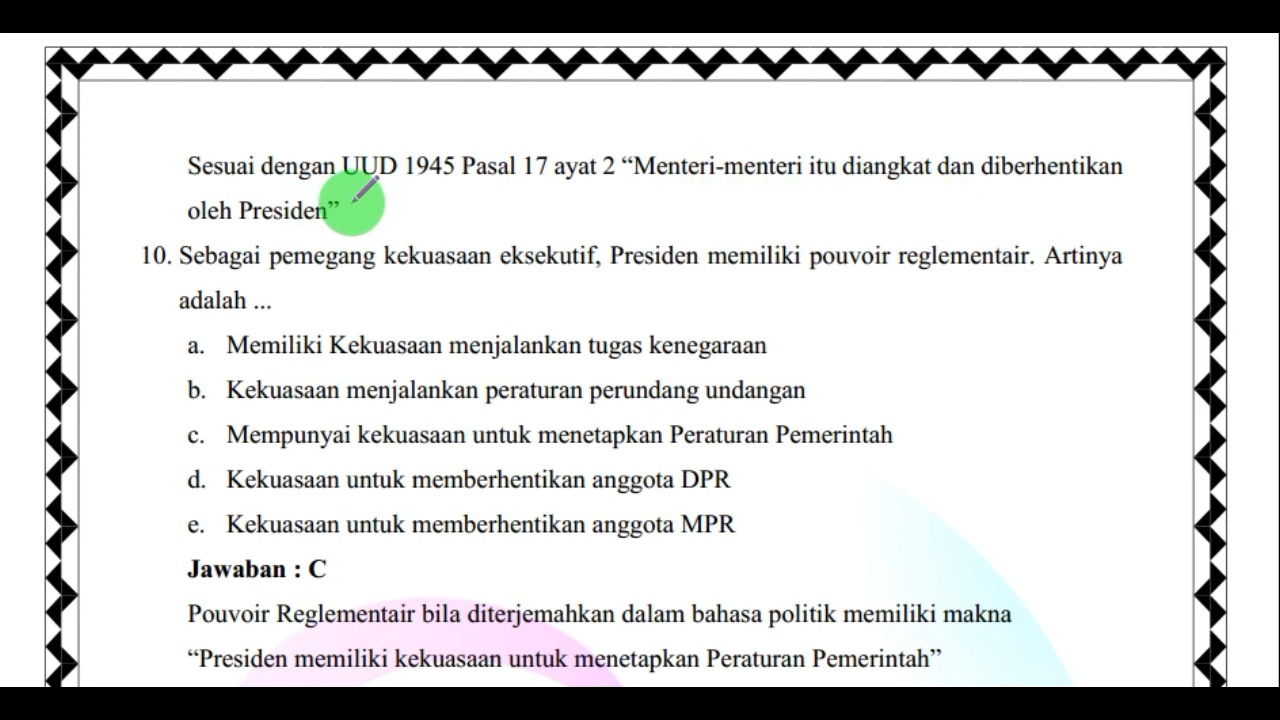 Sesuai dengan UUD 1945 Pasal 17 ayat 2 “Menteri-menteri itu diangkat dan diberhentikan
oleh Presiden”
10. Sebagai pemegang kekuasaan eksekutif, Presiden memiliki pouvoir reglementair. Artinya
adalah ...
a. Memiliki Kekuasaan menjalankan tugas kenegaraan
b. Kekuasaan menjalankan peraturan perundang undangan
c. Mempunyai kekuasaan untuk menetapkan Peraturan Pemerintah
d. Kekuasaan untuk memberhentikan anggota DPR
e. Kekuasaan untuk memberhentikan anggota MPR
Jawaban : C
Pouvoir Reglementair bila diterjemahkan dalam bahasa politik memiliki makna
“Presiden memiliki kekuasaan untuk menetapkan Peraturan Pemerintah”